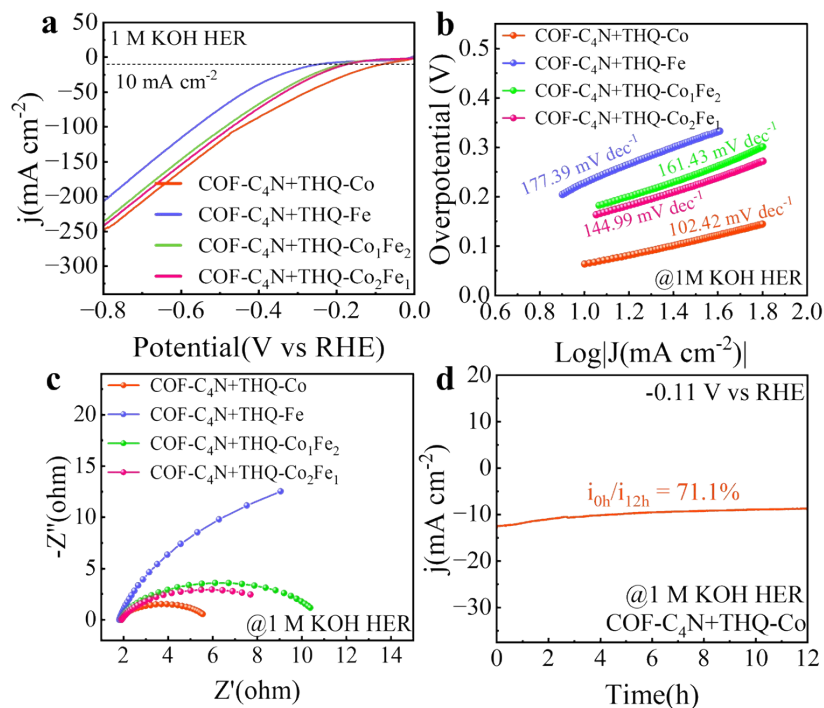 a
1 M KOH HER
10 mA cm⁻²
COF-C₄N+THQ-Co
COF-C₄N+THQ-Fe
COF-C₄N+THQ-Co₁Fe₂
COF-C₄N+THQ-Co₂Fe₁
j(mA cm⁻²)
0
−50
−100
−150
−200
−250
−300
−0.8
−0.6
−0.4
−0.2
0.0
Potential(V vs RHE)
b
COF-C₄N+THQ-Co
COF-C₄N+THQ-Fe
COF-C₄N+THQ-Co₁Fe₂
COF-C₄N+THQ-Co₂Fe₁
177.39 mV dec⁻¹
161.43 mV dec⁻¹
144.99 mV dec⁻¹
102.42 mV dec⁻¹
@1M KOH HER
Overpotential (V)
0.5
0.4
0.3
0.2
0.1
0.0
0.6
0.8
1.0
1.2
1.4
1.6
1.8
2.0
Log|J(mA cm⁻²)|
c
COF-C₄N+THQ-Co
COF-C₄N+THQ-Fe
COF-C₄N+THQ-Co₁Fe₂
COF-C₄N+THQ-Co₂Fe₁
@1 M KOH HER
-Z''(ohm)
20
15
10
5
0
2
4
6
8
10
12
14
Z'(ohm)
d
-0.11 V vs RHE
i₀ₕ/i₁₂ₕ = 71.1%
@1 M KOH HER
COF-C₄N+THQ-Co
j(mA cm⁻²)
20
10
0
−10
−20
−30
0
2
4
6
8
10
12
Time(h)